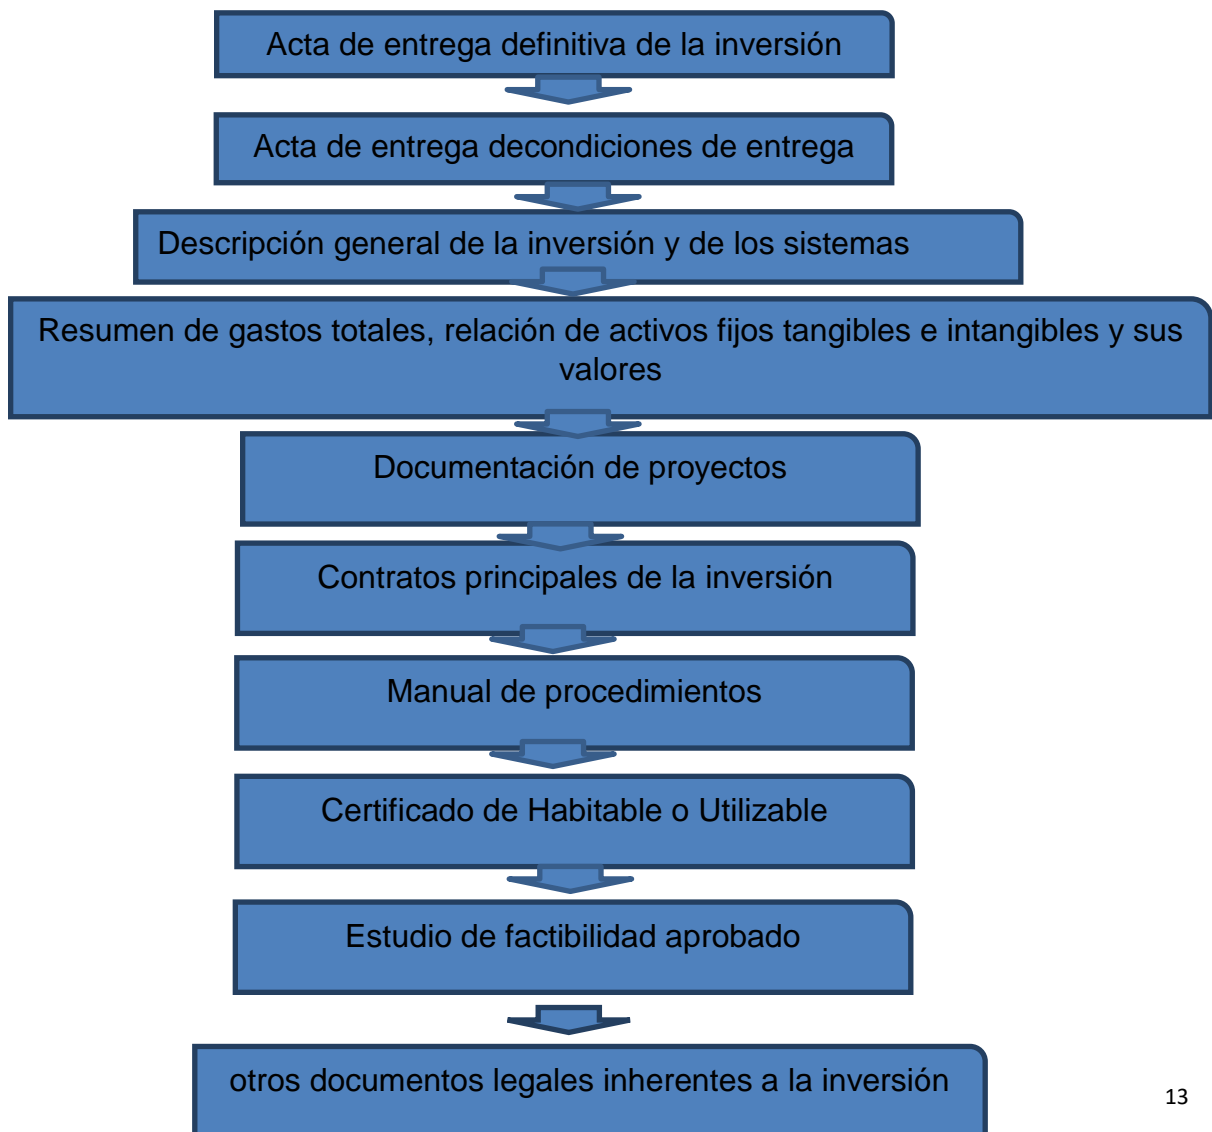 Acta de entrega definitiva de la inversión
Acta de entrega decondiciones de entrega
Descripción general de la inversión y de los sistemas
Resumen de gastos totales, relación de activos fijos tangibles e intangibles y sus
valores
Documentación de proyectos
Contratos principales de la inversión
Manual de procedimientos
Certificado de Habitable o Utilizable
Estudio de factibilidad aprobado
otros documentos legales inherentes a la inversión
13